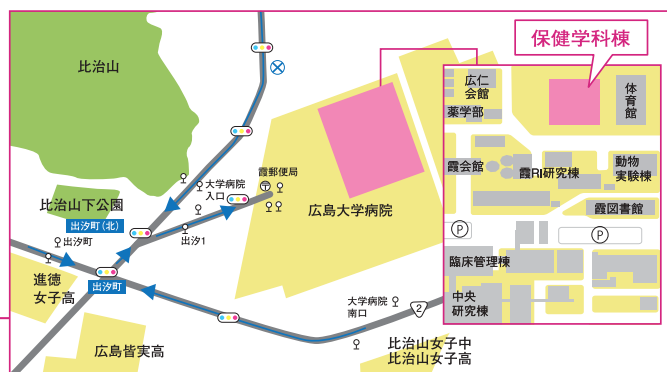 比治山
保健学科棟
広仁
会館
体
育
館
薬学部
霞会館
霞RI研究棟
動物
実験棟
霞図書館
P
P
臨床管理棟
中央
研究棟
大学病院
入口
霞郵便局
広島大学病院
比治山下公園
出汐町(北)
出汐町
出汐1
進徳
女子高
出汐町
広島皆実高
大学病院
南口
2
比治山女子中
比治山女子高